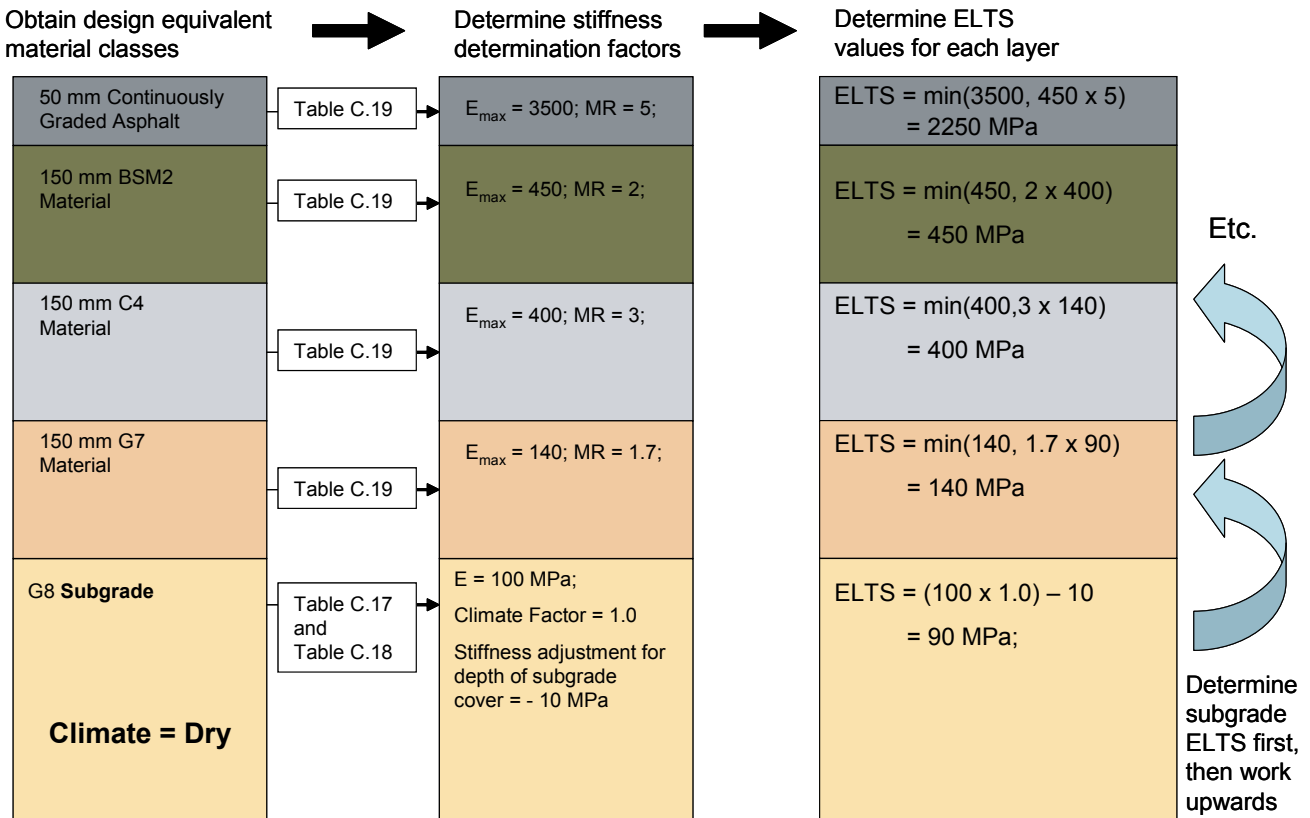 Obtain design equivalent
material classes
Determine stiffness
determination factors
Determine ELTS
values for each layer
50 mm Continuously
Graded Asphalt
Table C.19
Emax = 3500; MR = 5;
ELTS = min(3500, 450 x 5)
= 2250 MPa
150 mm BSM2
Material
Table C.19
Emax = 450; MR = 2;
ELTS = min(450, 2 x 400)
= 450 MPa
Etc.
150 mm C4
Material
Table C.19
Emax = 400; MR = 3;
ELTS = min(400,3 x 140)
= 400 MPa
150 mm G7
Material
Table C.19
Emax = 140; MR = 1.7;
ELTS = min(140, 1.7 x 90)
= 140 MPa
G8 Subgrade
Climate = Dry
Table C.17
and
Table C.18
E = 100 MPa;
Climate Factor = 1.0
Stiffness adjustment for
depth of subgrade
cover = - 10 MPa
ELTS = (100 x 1.0) – 10
= 90 MPa;
Determine
subgrade
ELTS first,
then work
upwards